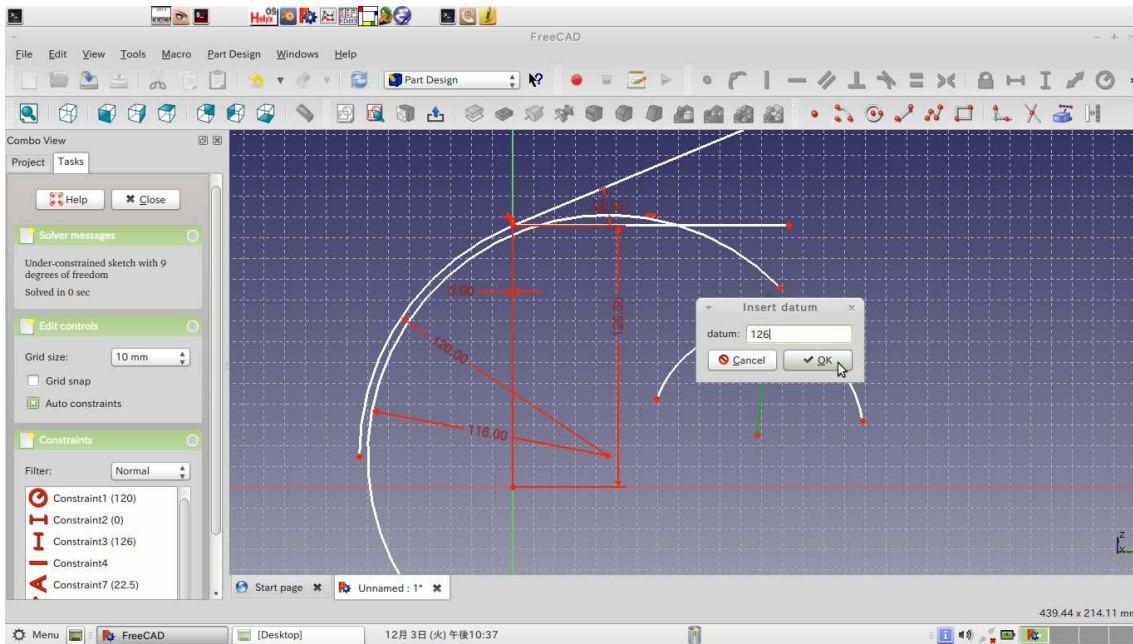 FreeCAD
File Edit View Tools Macro Part Design Windows Help
Part Design
Combo View
Project Tasks
Help Close
Solver messages
Under-constrained sketch with 9
degrees of freedom
Solved in 0 sec
Edit controls
Grid size: 10 mm
Grid snap
Auto constraints
Constraints
Filter: Normal
Constraint1 (120)
Constraint2 (0)
Constraint3 (126)
Constraint4
Constraint7 (22.5)
0.00
126.00
120.00
116.00
Insert datum
datum: 126
Cancel OK
z
x
Start page Unnamed : 1*
439.44 x 214.11 mm
Menu FreeCAD [Desktop] 12月 3日 (火) 午後10:37